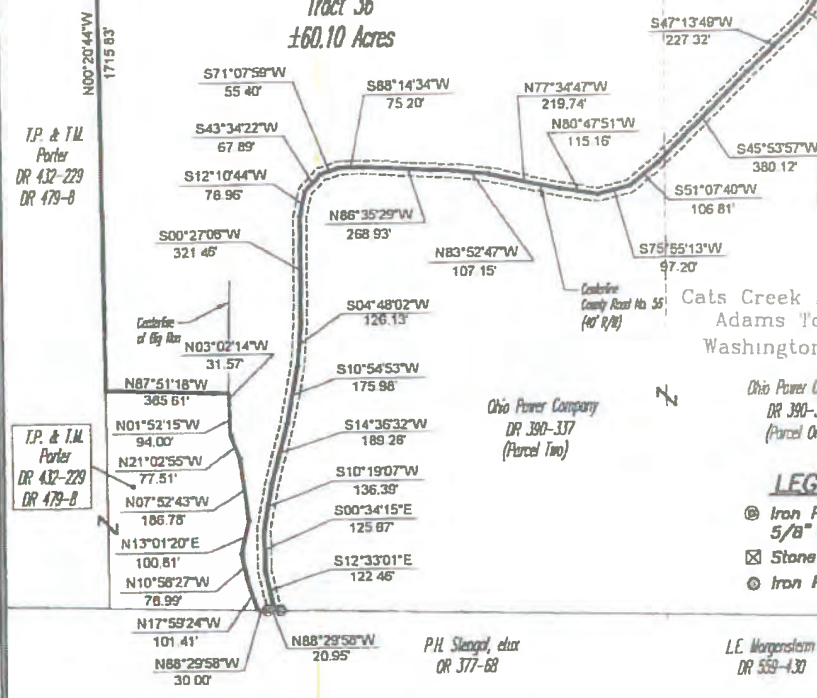 Tract 36
±60.10 Acres
N00°20'44"W
1715.83'
S47°13'49"W
227.32'
S71°07'59"W
55.40'
S88°14'34"W
75.20'
N77°34'47"W
219.74'
S43°34'22"W
67.89'
N80°47'51"W
115.16'
T.P. & T.M.
Porter
DR 432-229
DR 479-8
S45°53'57"W
380.12'
S12°10'44"W
78.96'
S51°07'40"W
106.81'
N86°35'29"W
268.93'
S00°27'06"W
321.46'
N83°52'47"W
107.15'
S75°55'13"W
97.20'
Centerline
County Road No. 56
(40' R/W)
Cats Creek
Adams To
Washington
S04°48'02"W
126.13'
Centerline
of Big Run
N03°02'14"W
31.57'
S10°54'53"W
175.98'
N87°51'18"W
365.61'
Ohio Power Company
DR 390-337
(Parcel Two)
Ohio Power C
DR 390-
(Parcel O
N01°52'15"W
94.00'
S14°36'32"W
189.26'
T.P. & T.M.
Porter
DR 432-229
DR 479-8
N21°02'55"W
77.51'
S10°19'07"W
136.39'
N07°52'43"W
186.78'
LEG
Iron P
5/8"
Stone
Iron P
S00°34'15"E
125.87'
N13°01'20"E
100.81'
S12°33'01"E
122.46'
N10°58'27"W
78.99'
N17°59'24"W
101.41'
N88°29'58"W
20.95'
N88°29'58"W
30.00'
P.H. Stengel, etux
OR 377-68
L.E. Morgenstern
DR 559-430